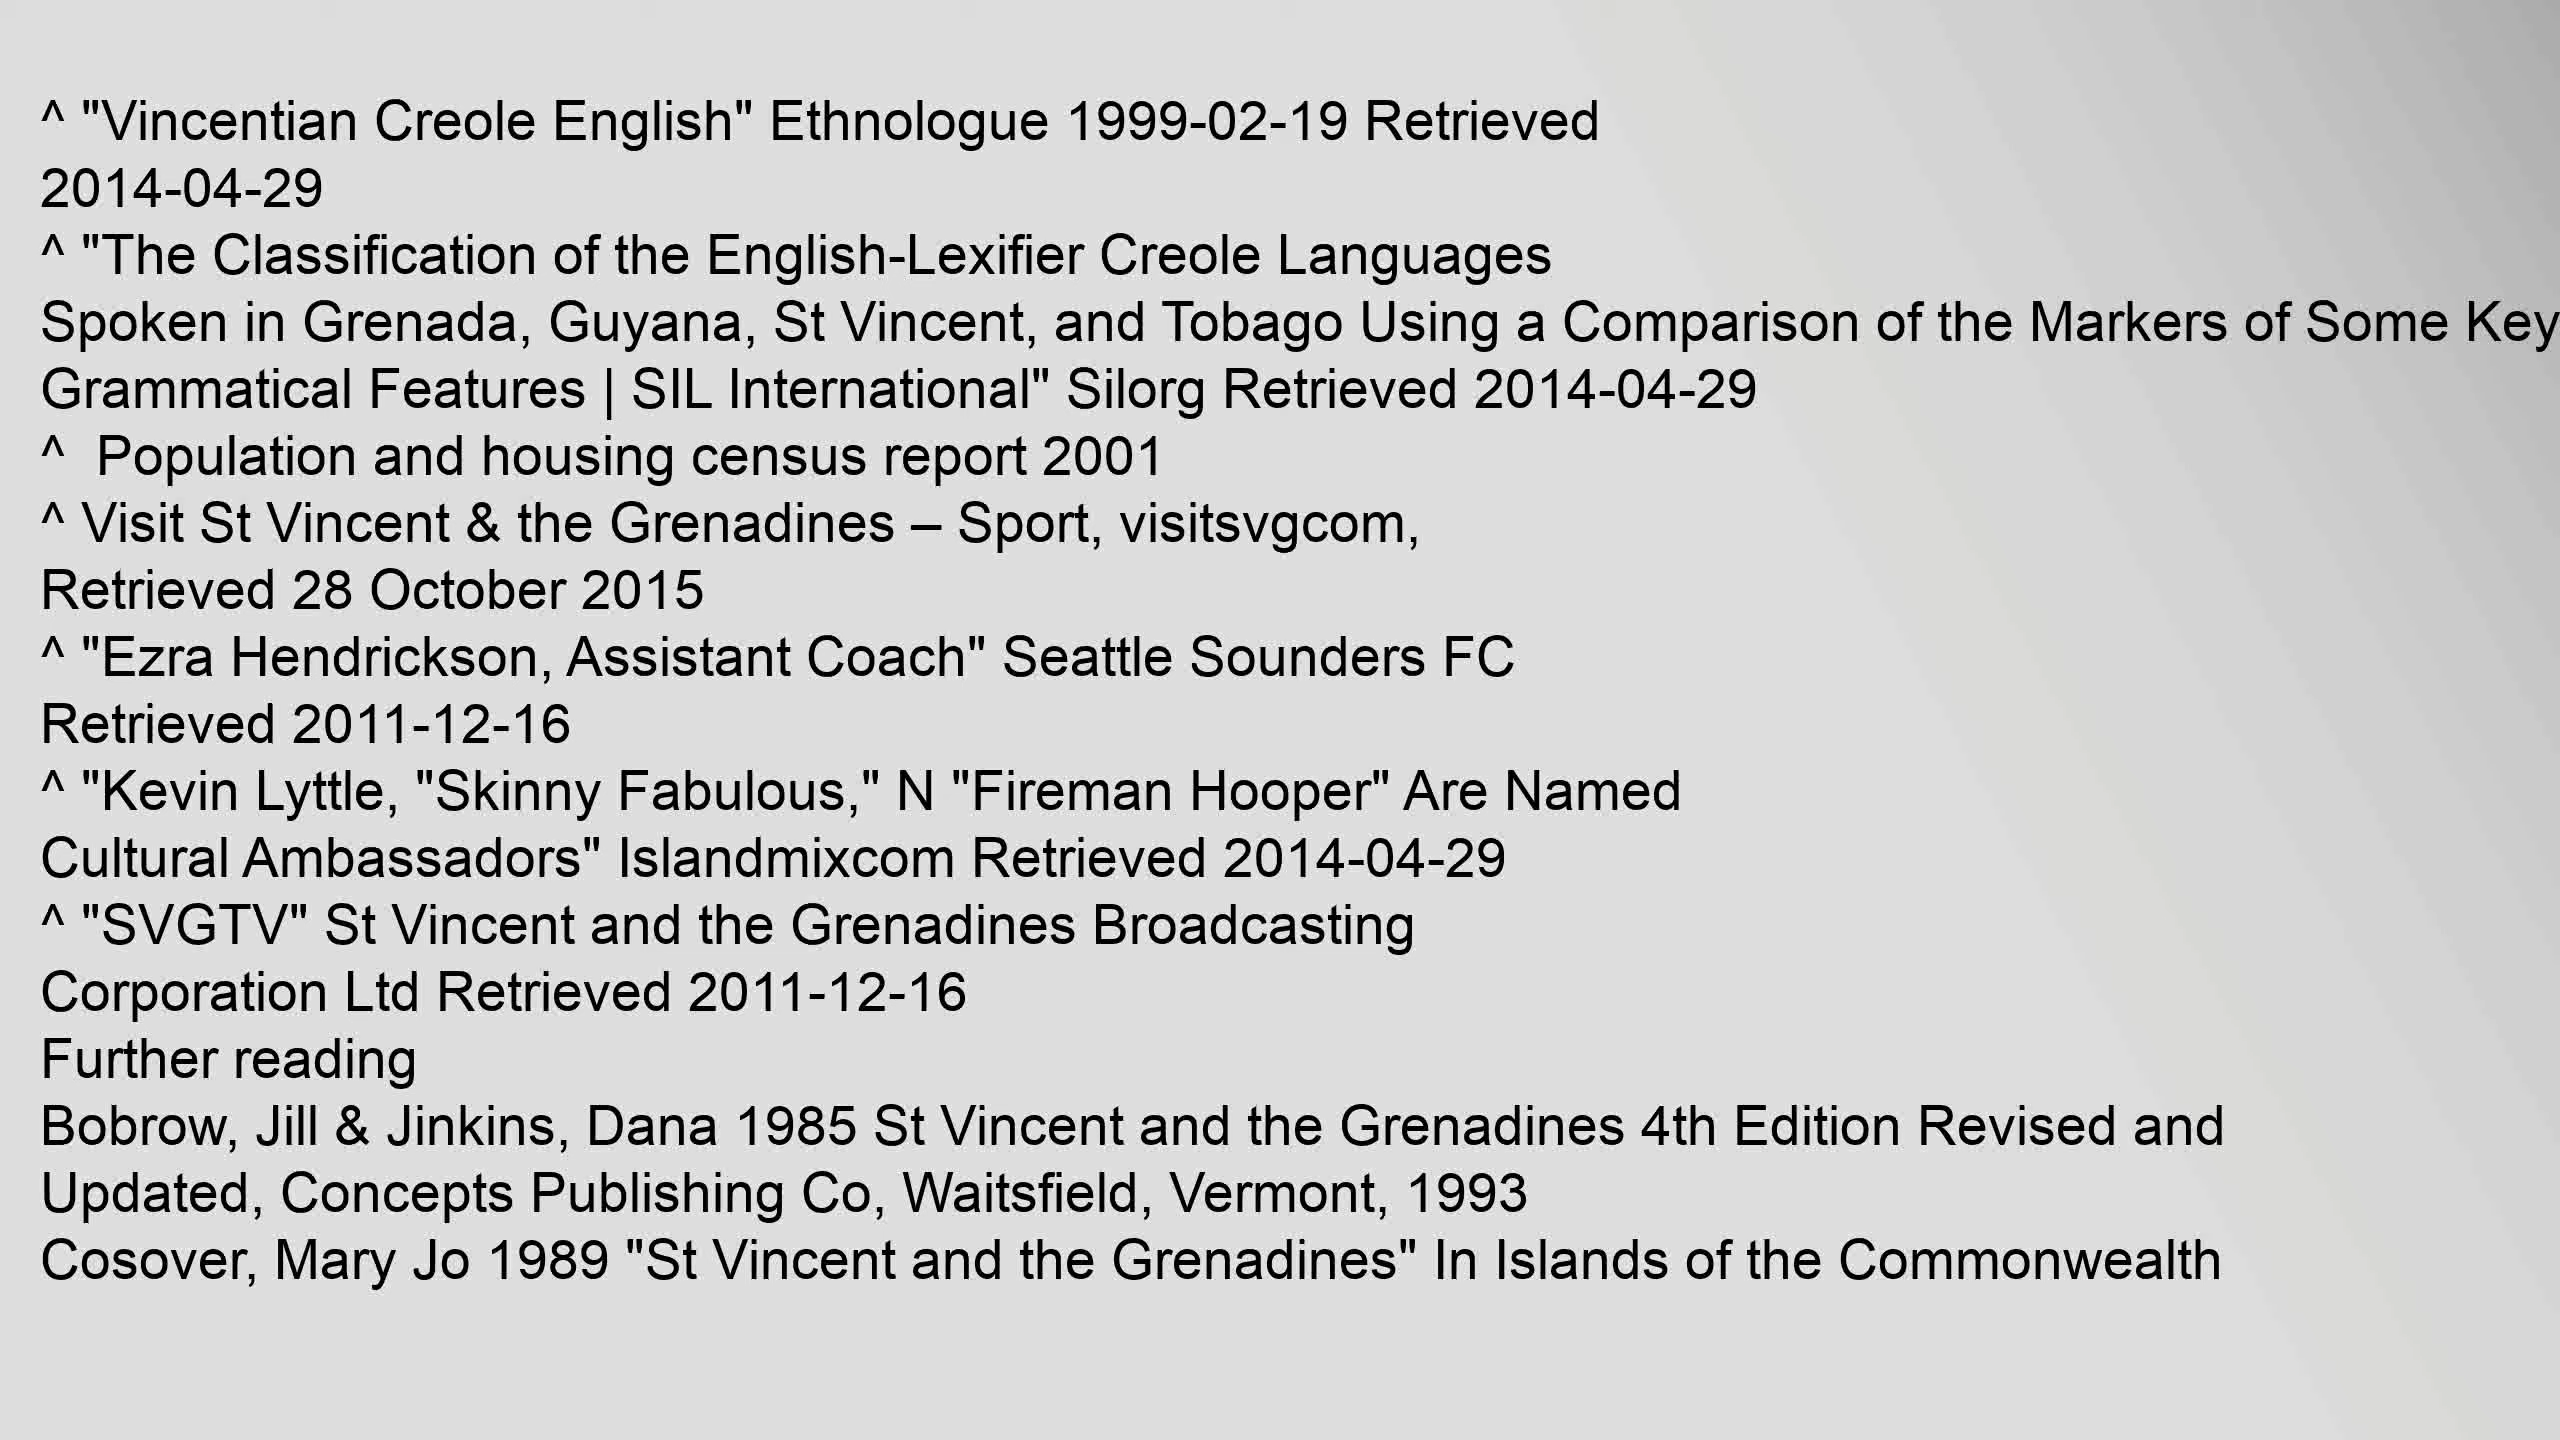 ^ "Vincentian Creole English" Ethnologue 1999-02-19 Retrieved
2014-04-29
^ "The Classification of the English-Lexifier Creole Languages
Spoken in Grenada, Guyana, St Vincent, and Tobago Using a Comparison of the Markers of Some Key
Grammatical Features | SIL International" Silorg Retrieved 2014-04-29
^  Population and housing census report 2001
^ Visit St Vincent & the Grenadines – Sport, visitsvgcom,
Retrieved 28 October 2015
^ "Ezra Hendrickson, Assistant Coach" Seattle Sounders FC
Retrieved 2011-12-16
^ "Kevin Lyttle, "Skinny Fabulous," N "Fireman Hooper" Are Named
Cultural Ambassadors" Islandmixcom Retrieved 2014-04-29
^ "SVGTV" St Vincent and the Grenadines Broadcasting
Corporation Ltd Retrieved 2011-12-16
Further reading
Bobrow, Jill & Jinkins, Dana 1985 St Vincent and the Grenadines 4th Edition Revised and
Updated, Concepts Publishing Co, Waitsfield, Vermont, 1993
Cosover, Mary Jo 1989 "St Vincent and the Grenadines" In Islands of the Commonwealth